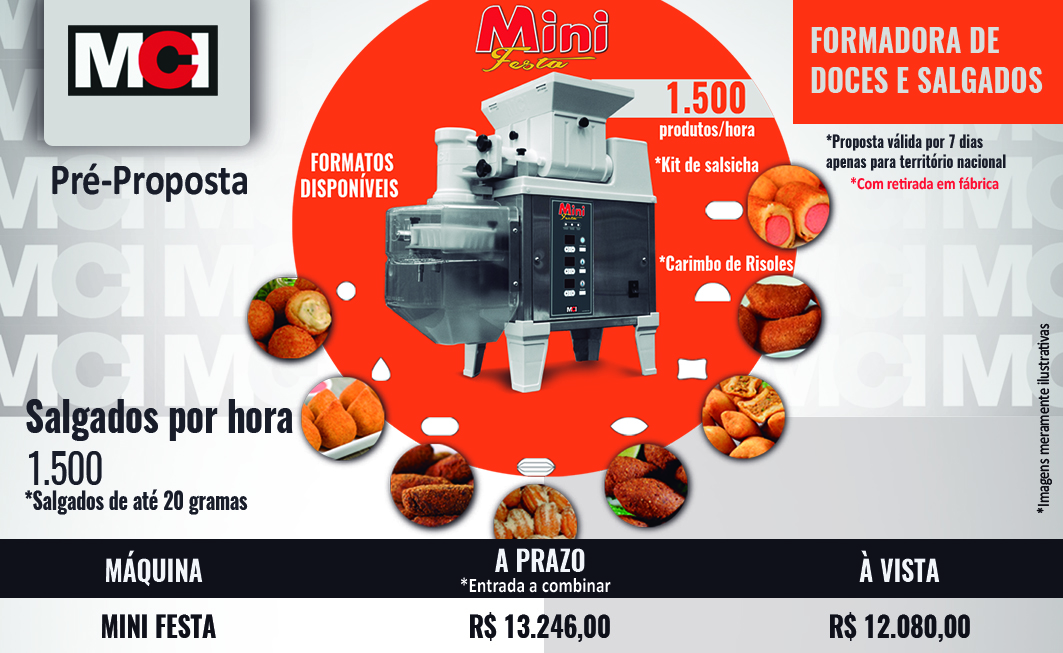 MCI
Pré-Proposta
Mini
Festa
FORMADORA DE
DOCES E SALGADOS
1.500
produtos/hora
*Kit de salsicha
FORMATOS
DISPONÍVEIS
*Proposta válida por 7 dias
apenas para território nacional
*Com retirada em fábrica
Mini
Festa
MCI
*Carimbo de Risoles
*Imagens meramente ilustrativas
Salgados por hora
1.500
*Salgados de até 20 gramas
MÁQUINA
A PRAZO
*Entrada a combinar
À VISTA
MINI FESTA
R$ 13.246,00
R$ 12.080,00